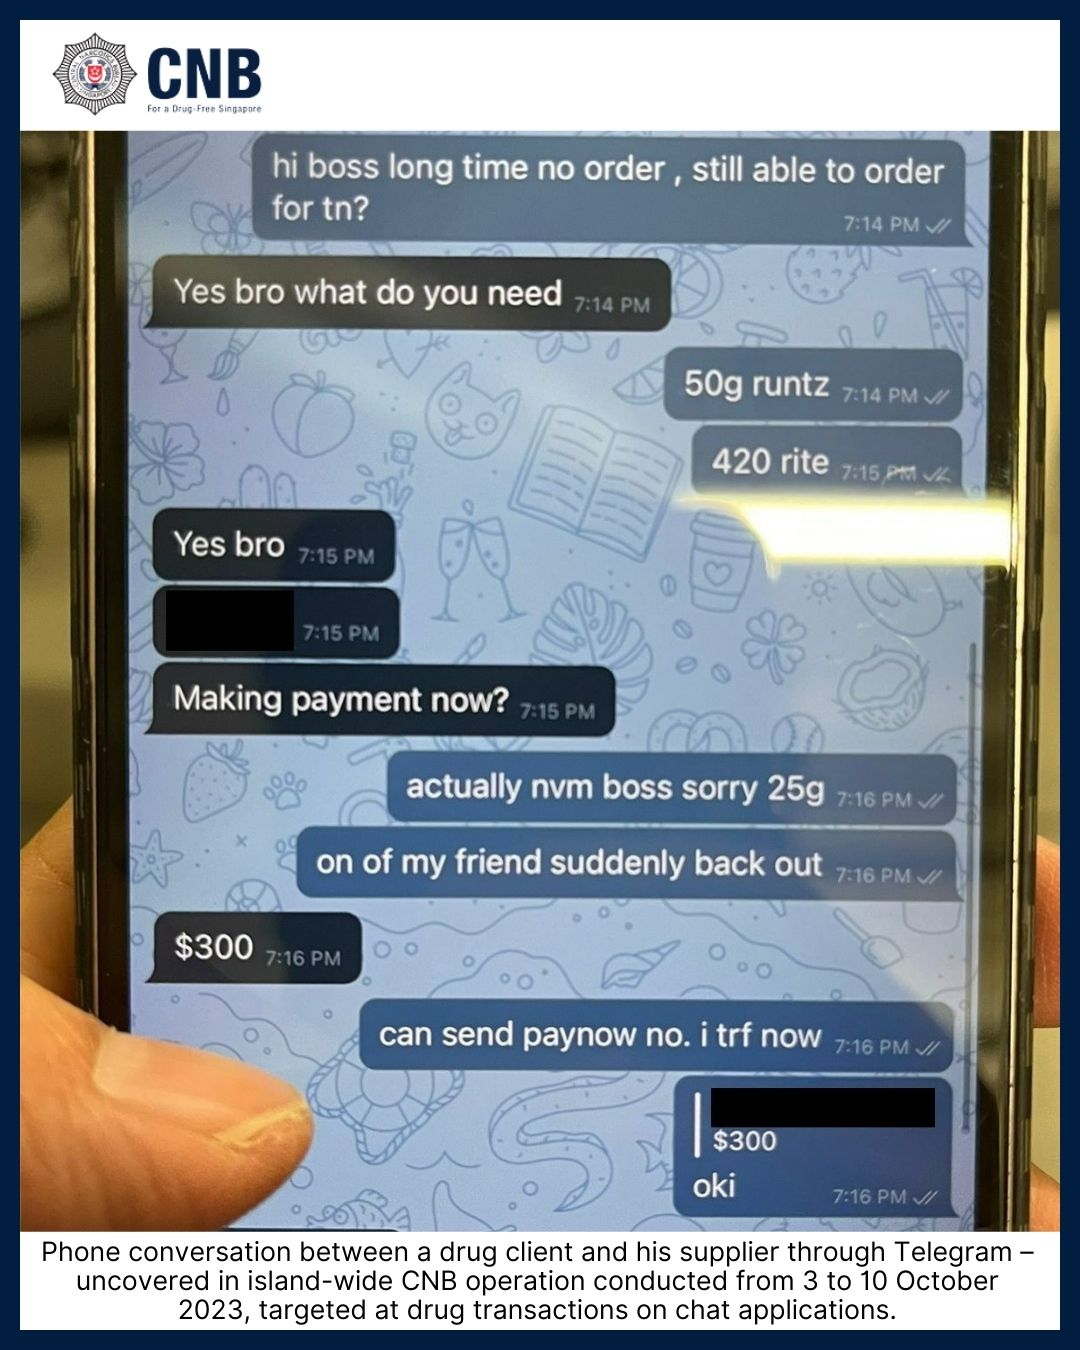 CNB
For a Drug-Free Singapore
hi boss long time no order , still able to order
for tn?
7:14 PM
Yes bro what do you need 7:14 PM
50g runtz 7:14 PM
420 rite 7:15 PM
Yes bro 7:15 PM
7:15 PM
Making payment now? 7:15 PM
actually nvm boss sorry 25g 7:16 PM
on of my friend suddenly back out 7:16 PM
$300 7:16 PM
can send paynow no. i trf now 7:16 PM
$300
oki 7:16 PM
Phone conversation between a drug client and his supplier through Telegram –
uncovered in island-wide CNB operation conducted from 3 to 10 October
2023, targeted at drug transactions on chat applications.